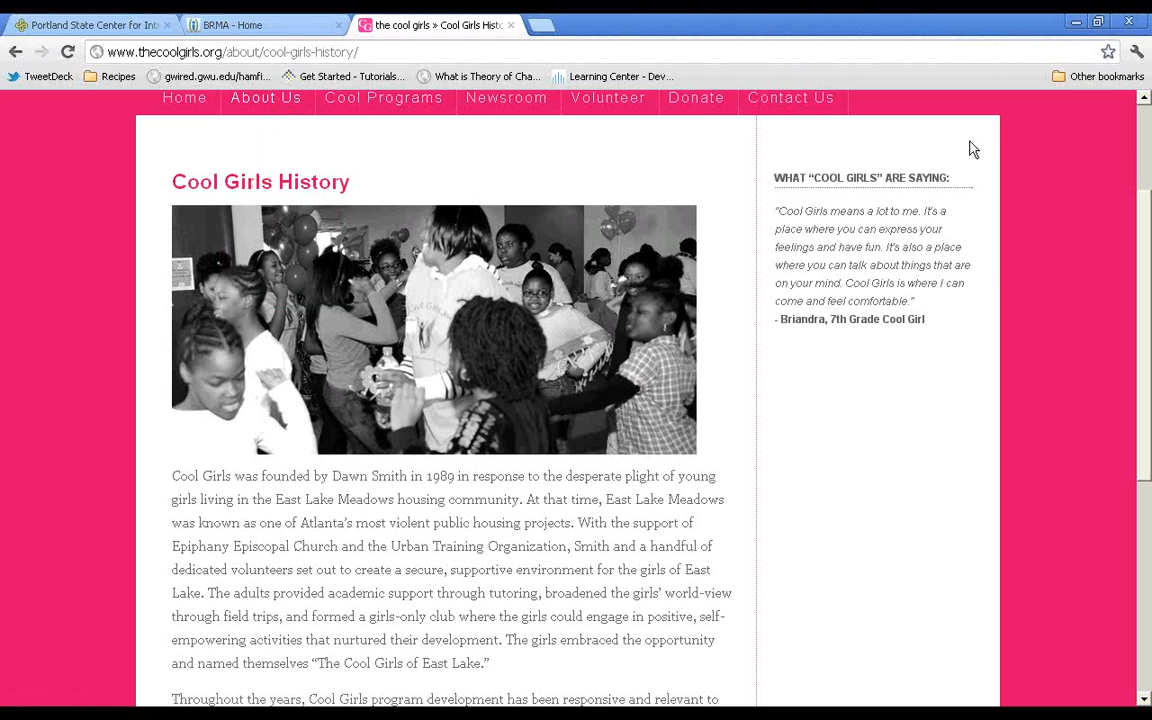 Portland State Center for Int
BRMA - Home
the cool girls » Cool Girls Histo
www.thecoolgirls.org/about/cool-girls-history/
TweetDeck
Recipes
gwired.gwu.edu/hamfi...
Get Started - Tutorials...
What is Theory of Cha...
Learning Center - Dev...
Other bookmarks
Home
About Us
Cool Programs
Newsroom
Volunteer
Donate
Contact Us
Cool Girls History
Cool Girls was founded by Dawn Smith in 1989 in response to the desperate plight of young
girls living in the East Lake Meadows housing community. At that time, East Lake Meadows
was known as one of Atlanta's most violent public housing projects. With the support of
Epiphany Episcopal Church and the Urban Training Organization, Smith and a handful of
dedicated volunteers set out to create a secure, supportive environment for the girls of East
Lake. The adults provided academic support through tutoring, broadened the girls' world-view
through field trips, and formed a girls-only club where the girls could engage in positive, self-
empowering activities that nurtured their development. The girls embraced the opportunity
and named themselves “The Cool Girls of East Lake.”
Throughout the years, Cool Girls program development has been responsive and relevant to
WHAT “COOL GIRLS” ARE SAYING:
“Cool Girls means a lot to me. It's a
place where you can express your
feelings and have fun. It's also a place
where you can talk about things that are
on your mind. Cool Girls is where I can
come and feel comfortable.”
- Briandra, 7th Grade Cool Girl